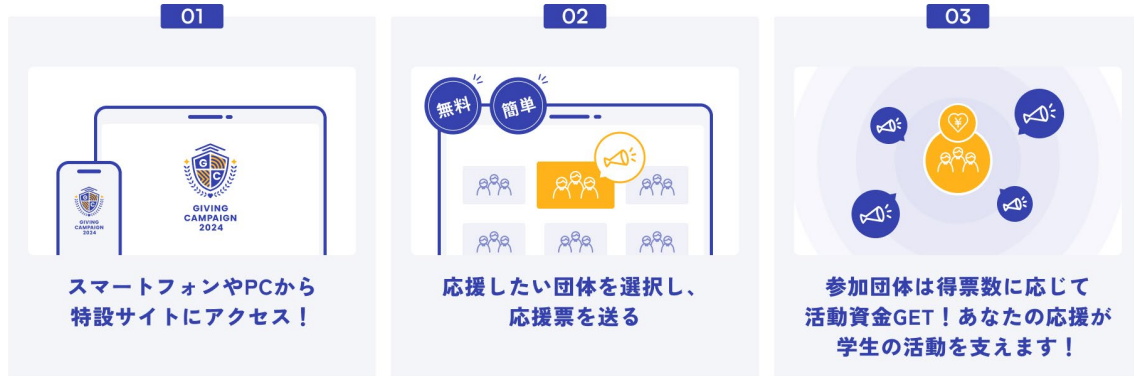 01
GIVING
CAMPAIGN
2024
G
C
GIVING
CAMPAIGN
2024
スマートフォンやPCから
特設サイトにアクセス！
02
無料
簡単
応援したい団体を選択し、
応援票を送る
03
¥
参加団体は得票数に応じて
活動資金GET！あなたの応援が
学生の活動を支えます！